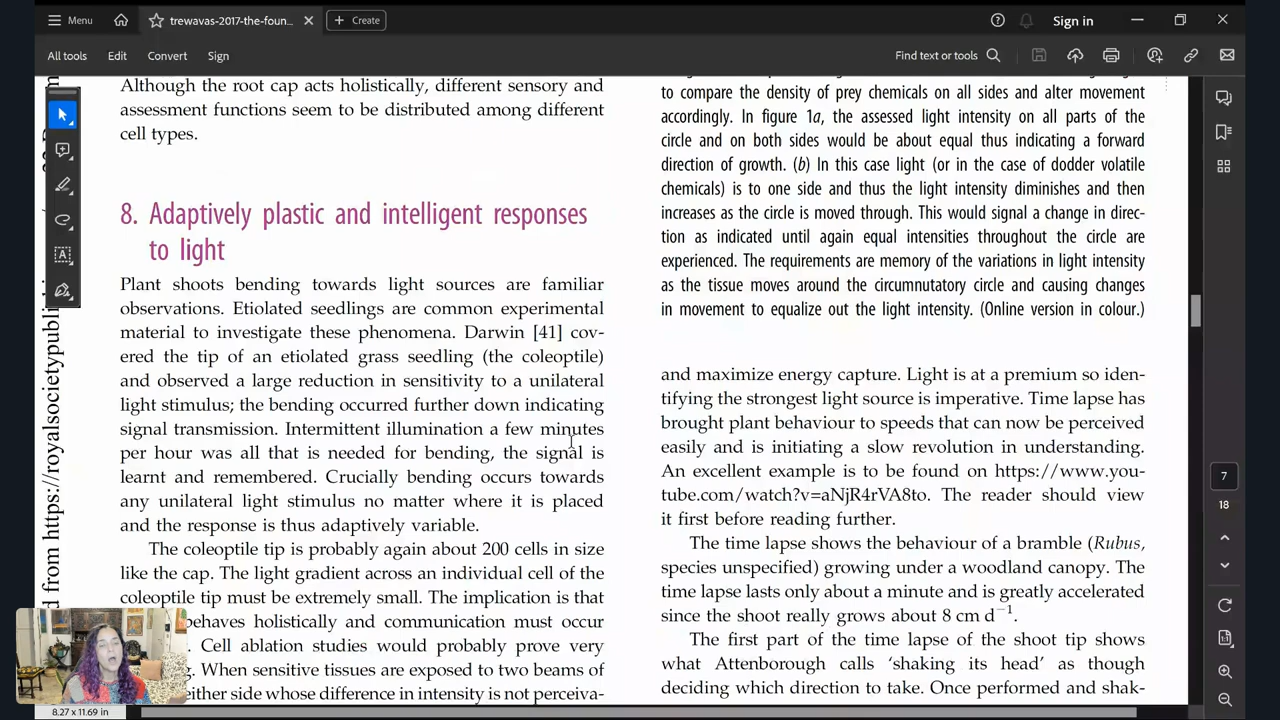 Menu
trewavas-2017-the-foun...
Create
Sign in
All tools
Edit
Convert
Sign
Find text or tools
Although the root cap acts holistically, different sensory and
assessment functions seem to be distributed among different
cell types.
8. Adaptively plastic and intelligent responses
to light
Plant shoots bending towards light sources are familiar
observations. Etiolated seedlings are common experimental
material to investigate these phenomena. Darwin [41] cov-
ered the tip of an etiolated grass seedling (the coleoptile)
and observed a large reduction in sensitivity to a unilateral
light stimulus; the bending occurred further down indicating
signal transmission. Intermittent illumination a few minutes
per hour was all that is needed for bending, the signal is
learnt and remembered. Crucially bending occurs towards
any unilateral light stimulus no matter where it is placed
and the response is thus adaptively variable.
The coleoptile tip is probably again about 200 cells in size
like the cap. The light gradient across an individual cell of the
coleoptile tip must be extremely small. The implication is that
behaves holistically and communication must occur
. Cell ablation studies would probably prove very
. When sensitive tissues are exposed to two beams of
either side whose difference in intensity is not perceiva-
to compare the density of prey chemicals on all sides and alter movement
accordingly. In figure 1a, the assessed light intensity on all parts of the
circle and on both sides would be about equal thus indicating a forward
direction of growth. (b) In this case light (or in the case of dodder volatile
chemicals) is to one side and thus the light intensity diminishes and then
increases as the circle is moved through. This would signal a change in direc-
tion as indicated until again equal intensities throughout the circle are
experienced. The requirements are memory of the variations in light intensity
as the tissue moves around the circumnutatory circle and causing changes
in movement to equalize out the light intensity. (Online version in colour.)
and maximize energy capture. Light is at a premium so iden-
tifying the strongest light source is imperative. Time lapse has
brought plant behaviour to speeds that can now be perceived
easily and is initiating a slow revolution in understanding.
An excellent example is to be found on https://www.you-
tube.com/watch?v=aNjR4rVA8to. The reader should view
it first before reading further.
The time lapse shows the behaviour of a bramble (Rubus,
species unspecified) growing under a woodland canopy. The
time lapse lasts only about a minute and is greatly accelerated
since the shoot really grows about 8 cm d⁻¹.
The first part of the time lapse of the shoot tip shows
what Attenborough calls 'shaking its head' as though
deciding which direction to take. Once performed and shak-
d from https://royalsocietypubli
7
18
8.27 x 11.69 in